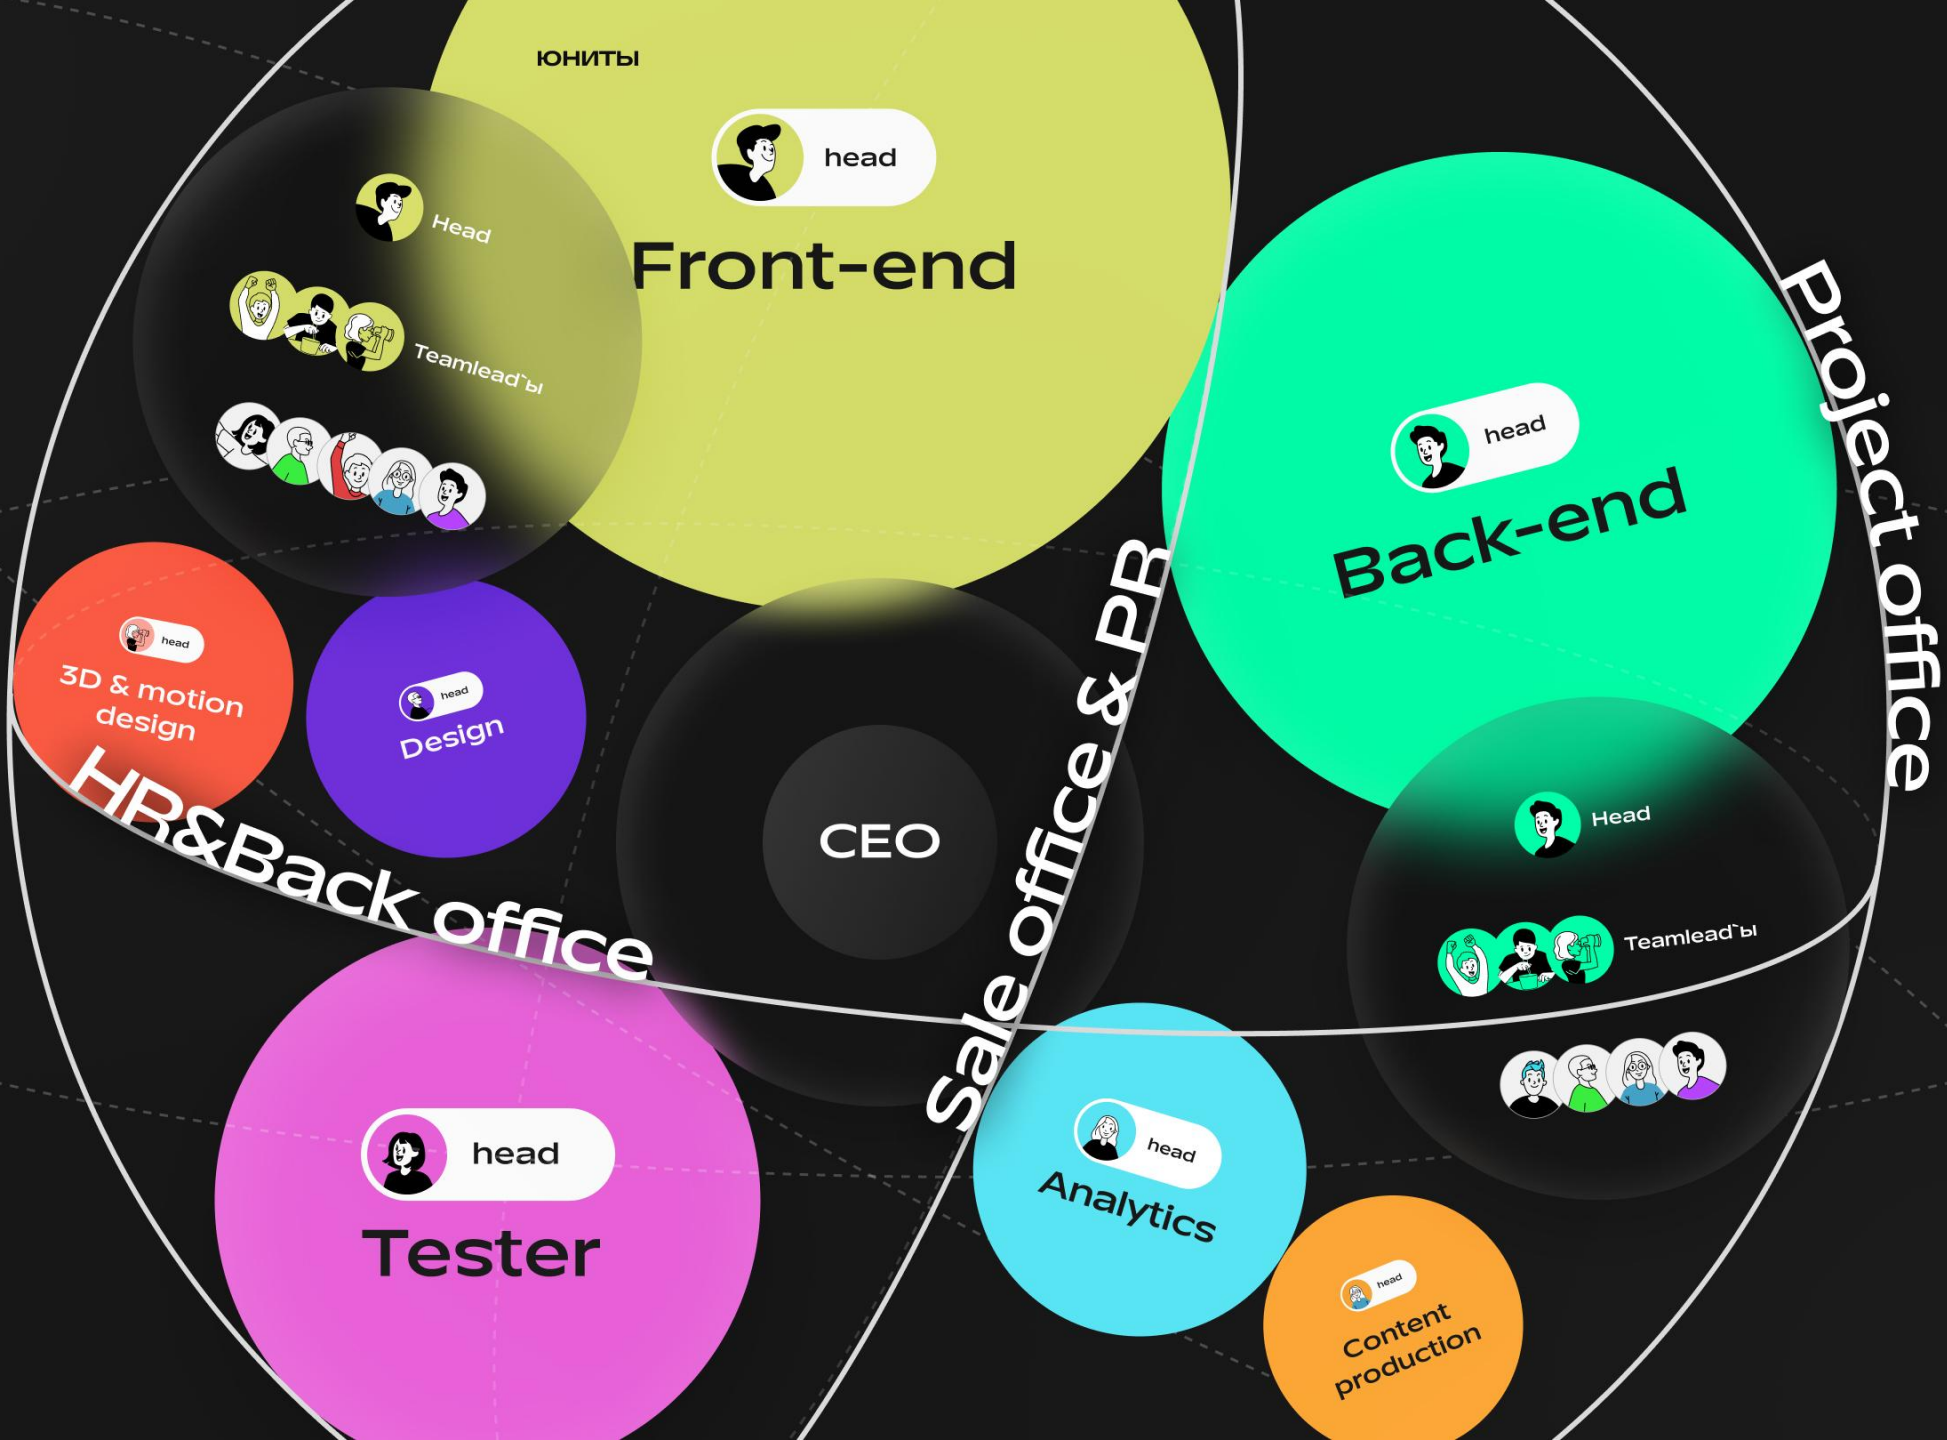 ЮНИТЫ
head
Front-end
Head
Teamlead`ы
head
Back-end
Project office
head
3D & motion
design
head
Design
CEO
Sale office & PR
HR&Back office
Head
Teamlead`ы
head
Tester
head
Analytics
head
Content
production